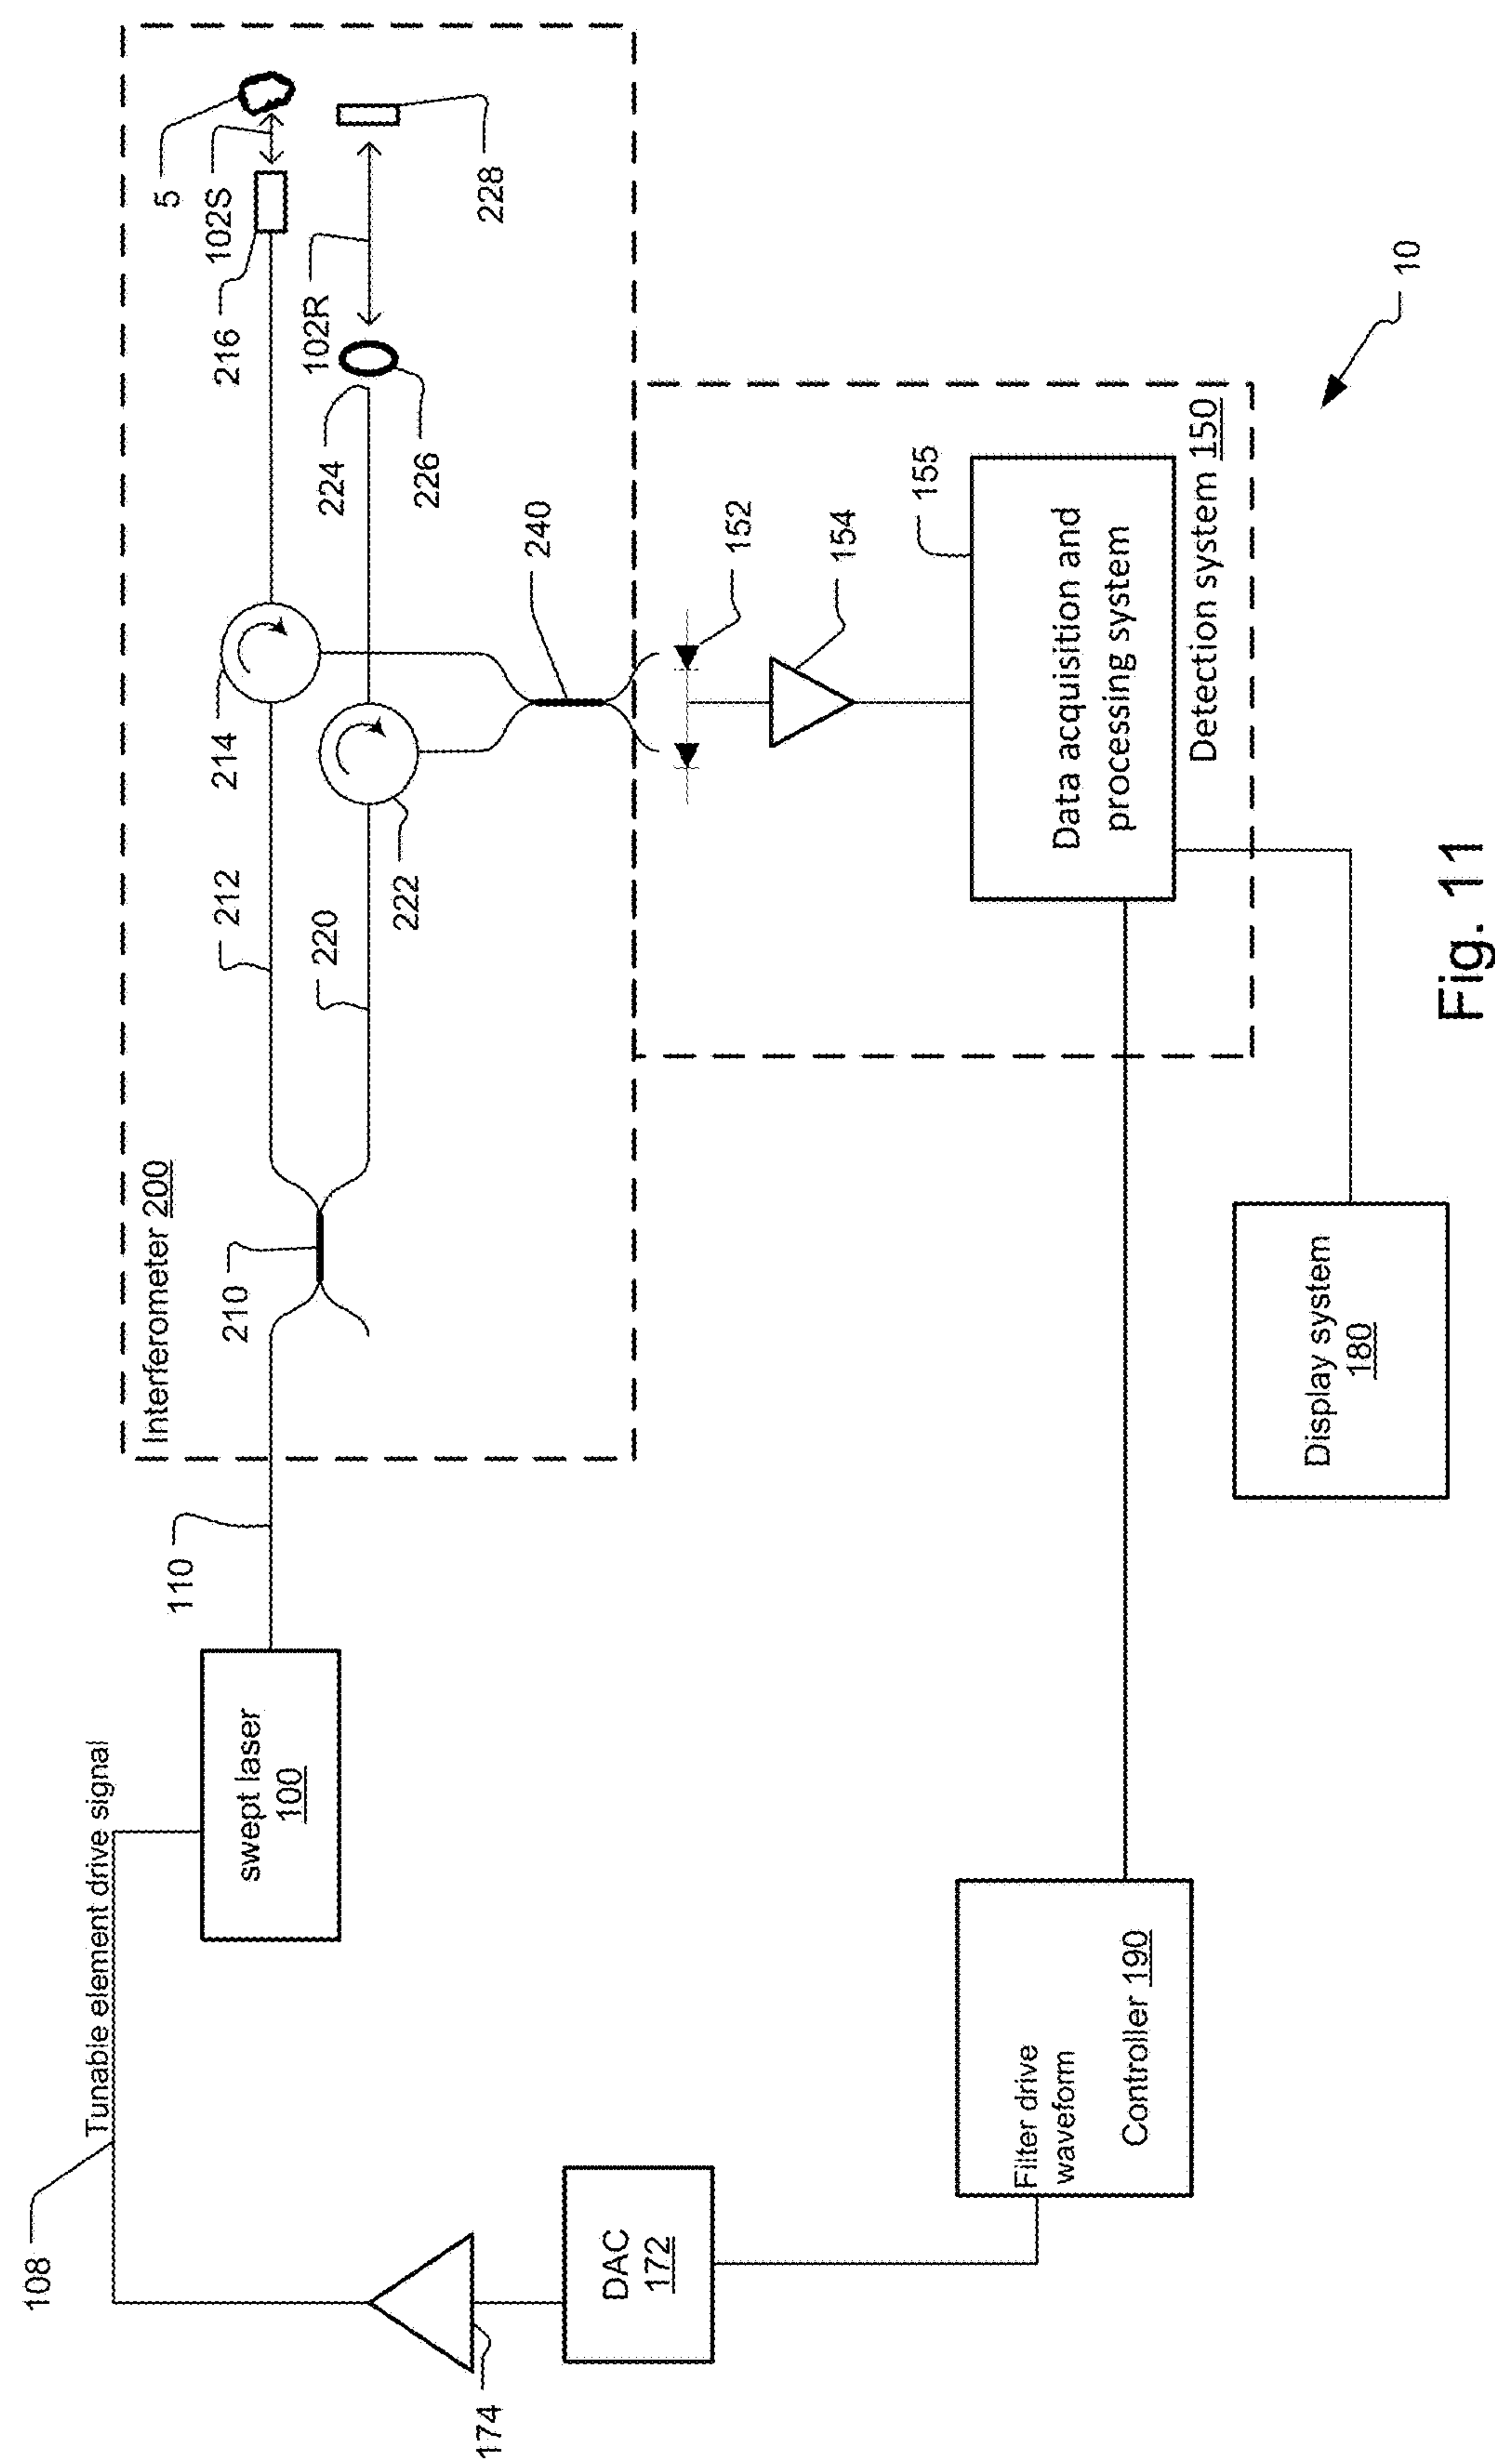 108
Tunable element drive signal
174
DAC
172
swept laser
100
110
Interferometer 200
210
212
220
214
222
216
102S
5
102R
224
226
228
240
152
154
155
Data acquisition and
processing system
Detection system 150
Filter drive
waveform
Controller 190
Display system
180
10
Fig. 11